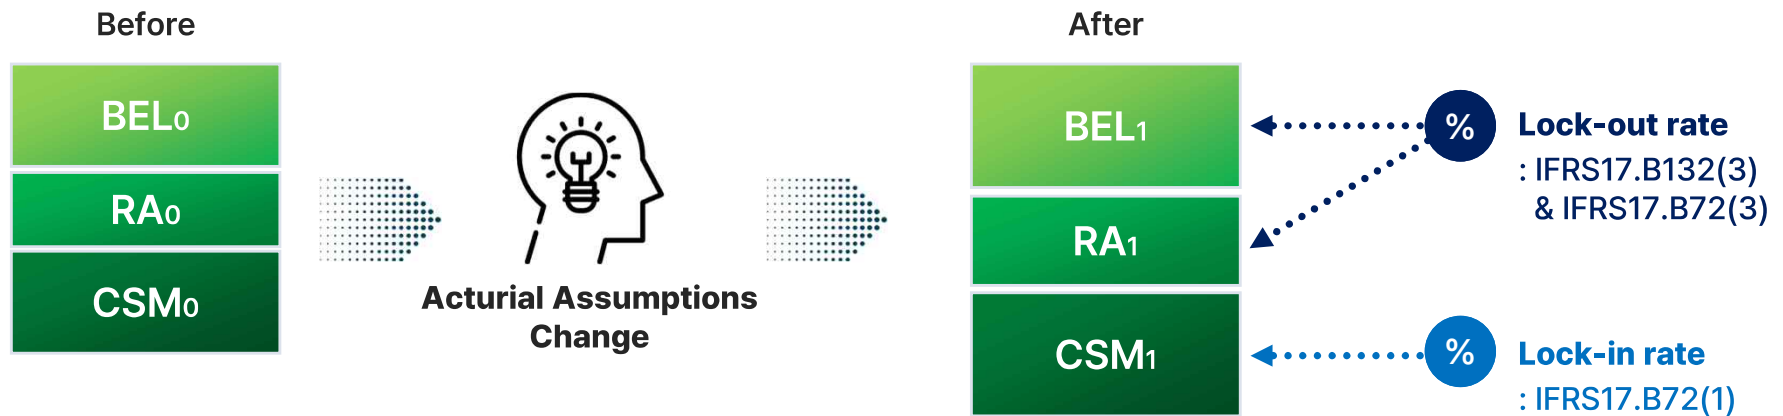 Before
BEL₀
RA₀
CSM₀
Acturial Assumptions
Change
After
BEL₁
RA₁
CSM₁
%
Lock-out rate
: IFRS17.B132(3)
& IFRS17.B72(3)
%
Lock-in rate
: IFRS17.B72(1)